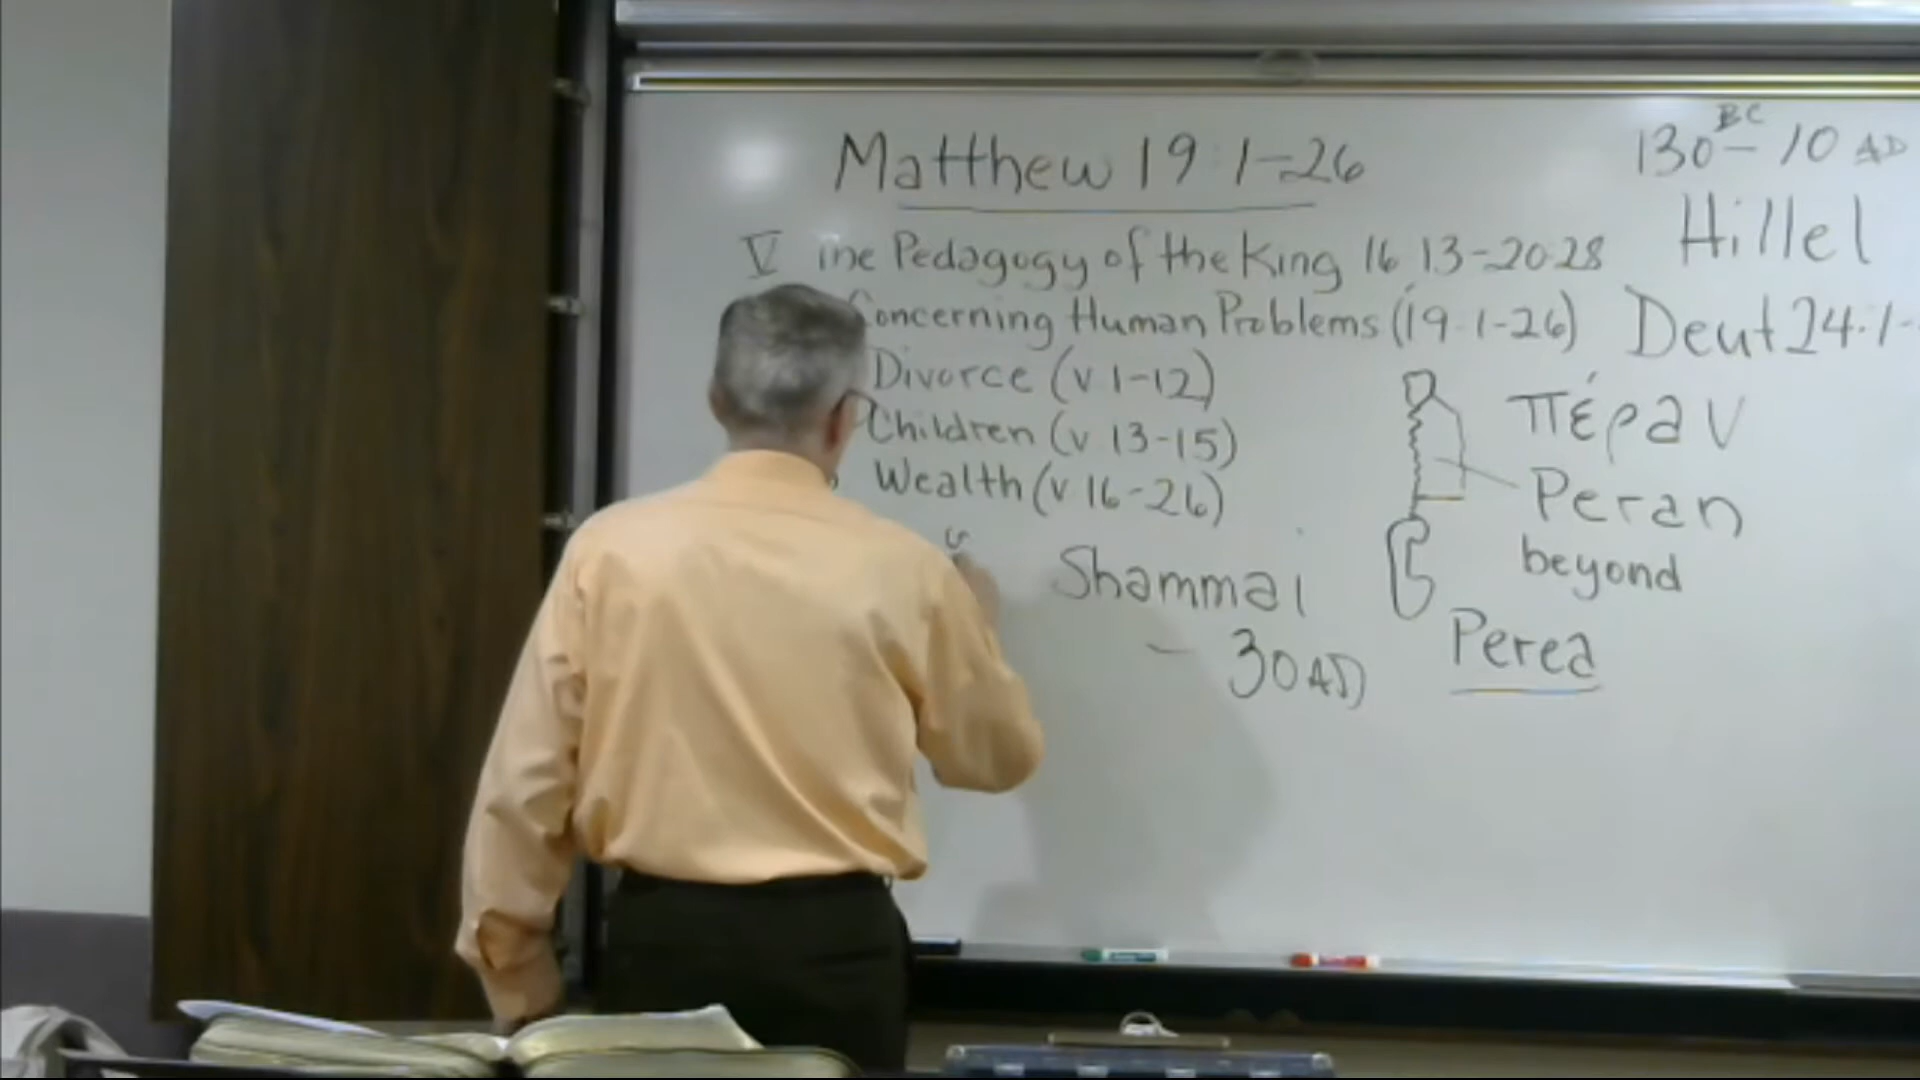 Matthew 19:1-26
V The Pedagogy of the King 16:13-20:28
Concerning Human Problems (19:1-26)
Divorce (v 1-12)
Children (v 13-15)
Wealth (v 16-26)
Shammai
- 30 AD
130 BC - 10 AD
Hillel
Deut 24:1-
πέραν
Peran
beyond
Perea